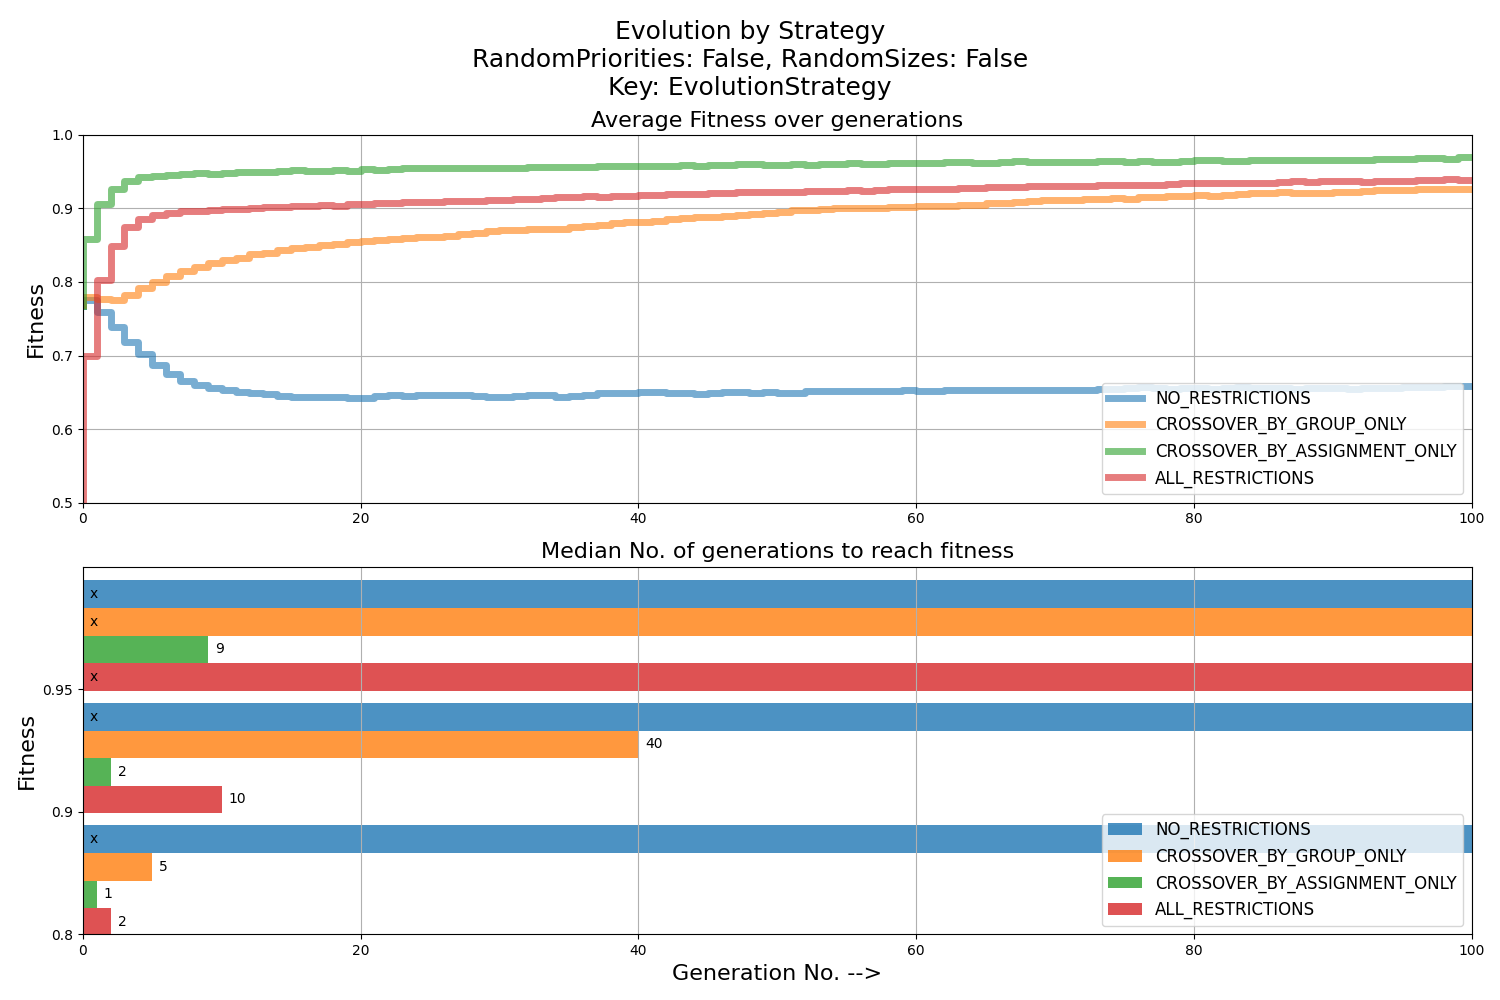 Evolution by Strategy
RandomPriorities: False, RandomSizes: False
Key: EvolutionStrategy
Average Fitness over generations
1.0
0.9
0.8
0.7
0.6
0.5
Fitness
NO_RESTRICTIONS
CROSSOVER_BY_GROUP_ONLY
CROSSOVER_BY_ASSIGNMENT_ONLY
ALL_RESTRICTIONS
0 20 40 60 80 100
Median No. of generations to reach fitness
x
x
9
x
0.95
x
40
2
10
0.9
x
5
1
2
0.8
Fitness
NO_RESTRICTIONS
CROSSOVER_BY_GROUP_ONLY
CROSSOVER_BY_ASSIGNMENT_ONLY
ALL_RESTRICTIONS
0 20 40 60 80 100
Generation No. -->